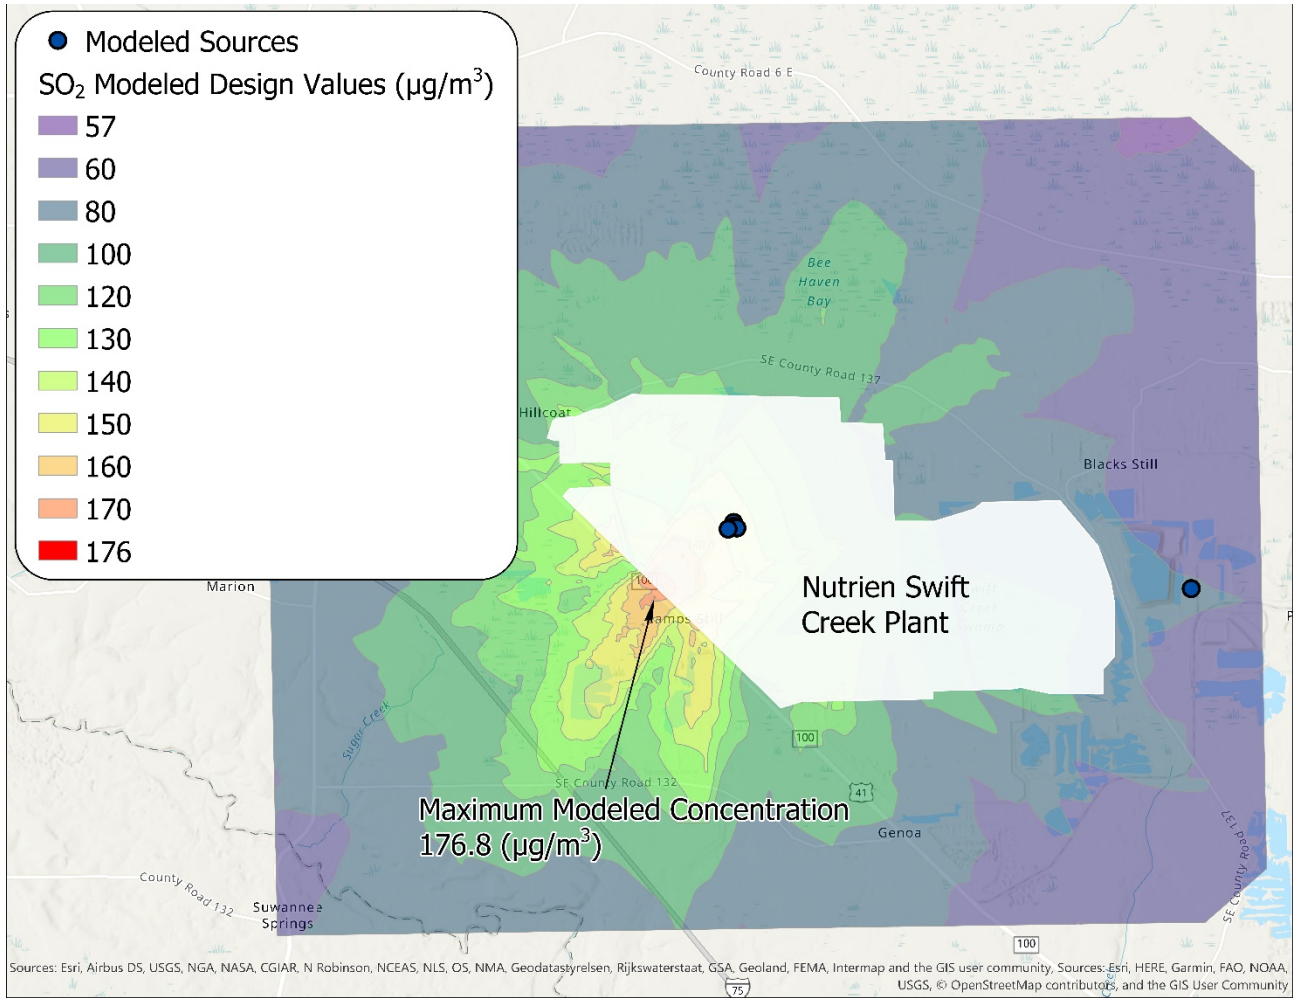 Modeled Sources
SO₂ Modeled Design Values (µg/m³)
57
60
80
100
120
130
140
150
160
170
176
County Road 6 E
Bee
Haven
Bay
SE County Road 137
Hillcoat
Blacks Still
Marion
Nutrien Swift
Creek Plant
100
Sugar Creek
100
SE County Road 132
41
Maximum Modeled Concentration
176.8 (µg/m³)
Genoa
County Road 132
Suwannee
Springs
SE County Road 137
100
Sources: Esri, Airbus DS, USGS, NGA, NASA, CGIAR, N Robinson, NCEAS, NLS, OS, NMA, Geodatastyrelsen, Rijkswaterstaat, GSA, Geoland, FEMA, Intermap and the GIS user community, Sources: Esri, HERE, Garmin, FAO, NOAA,
USGS, © OpenStreetMap contributors, and the GIS User Community
75